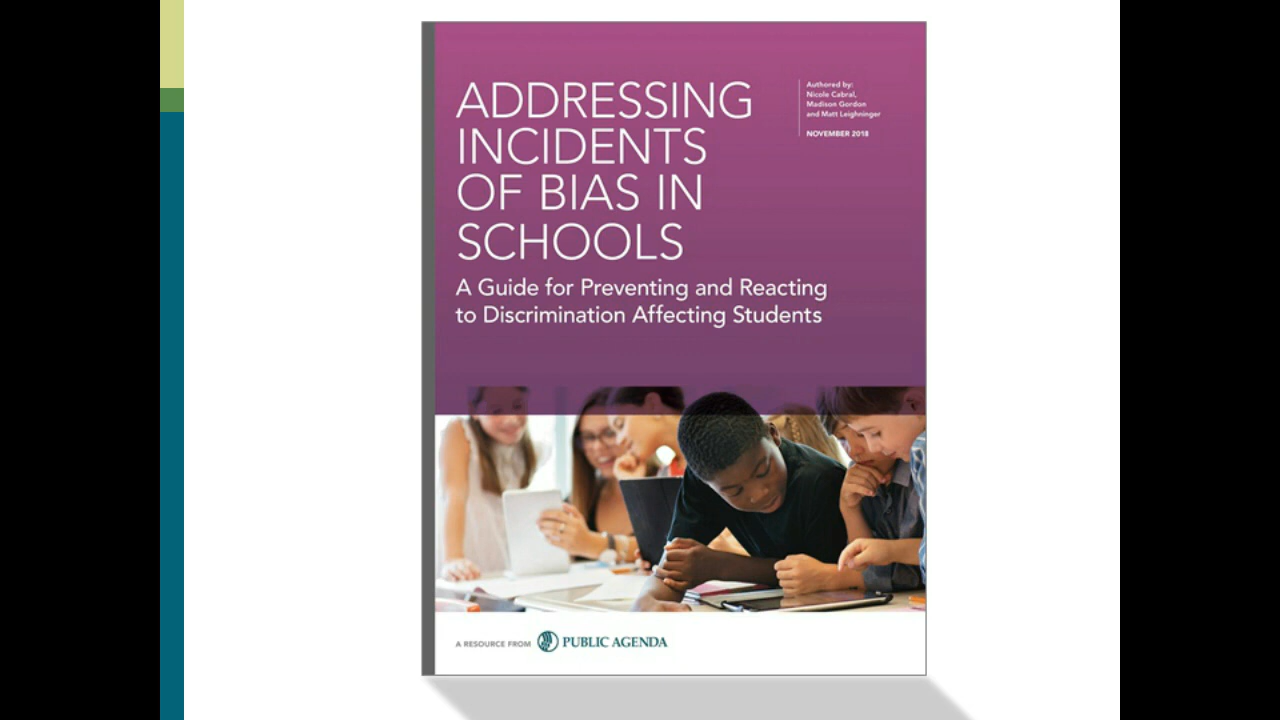 ADDRESSING
INCIDENTS
OF BIAS IN
SCHOOLS
A Guide for Preventing and Reacting
to Discrimination Affecting Students
Authored by:
Nicole Cabral,
Madison Gordon
and Matt Leighninger
NOVEMBER 2018
A RESOURCE FROM PUBLIC AGENDA